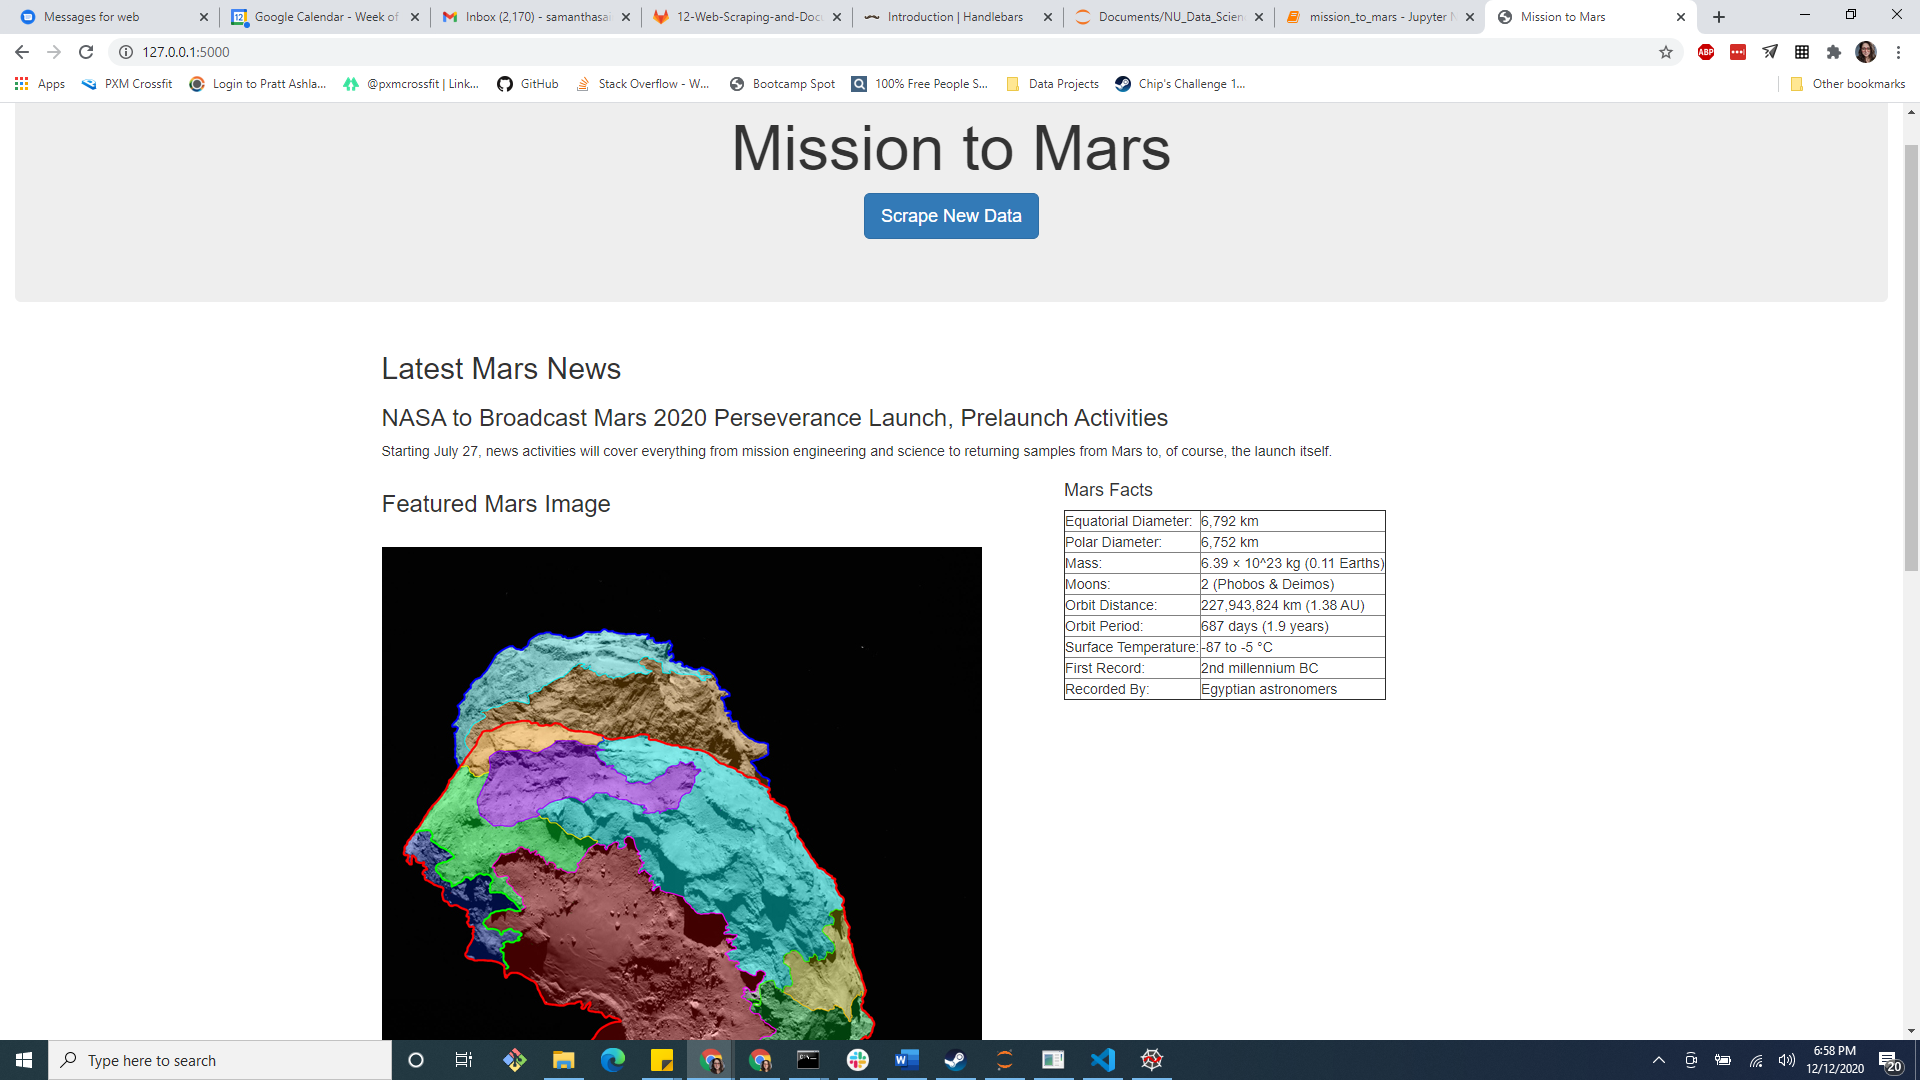 Messages for web
Google Calendar - Week of
Inbox (2,170) - samanthasai
12-Web-Scraping-and-Docu
Introduction | Handlebars
Documents/NU_Data_Scien
mission_to_mars - Jupyter N
Mission to Mars
127.0.0.1:5000
ABP
Apps
PXM Crossfit
Login to Pratt Ashla...
@pxmcrossfit | Link...
GitHub
Stack Overflow - W...
Bootcamp Spot
100% Free People S...
Data Projects
Chip's Challenge 1...
Other bookmarks
Mission to Mars
Scrape New Data
Latest Mars News
NASA to Broadcast Mars 2020 Perseverance Launch, Prelaunch Activities
Starting July 27, news activities will cover everything from mission engineering and science to returning samples from Mars to, of course, the launch itself.
Featured Mars Image
Mars Facts
Equatorial Diameter: 6,792 km
Polar Diameter: 6,752 km
Mass: 6.39 × 10^23 kg (0.11 Earths)
Moons: 2 (Phobos & Deimos)
Orbit Distance: 227,943,824 km (1.38 AU)
Orbit Period: 687 days (1.9 years)
Surface Temperature: -87 to -5 °C
First Record: 2nd millennium BC
Recorded By: Egyptian astronomers
Type here to search
6:58 PM
12/12/2020
20